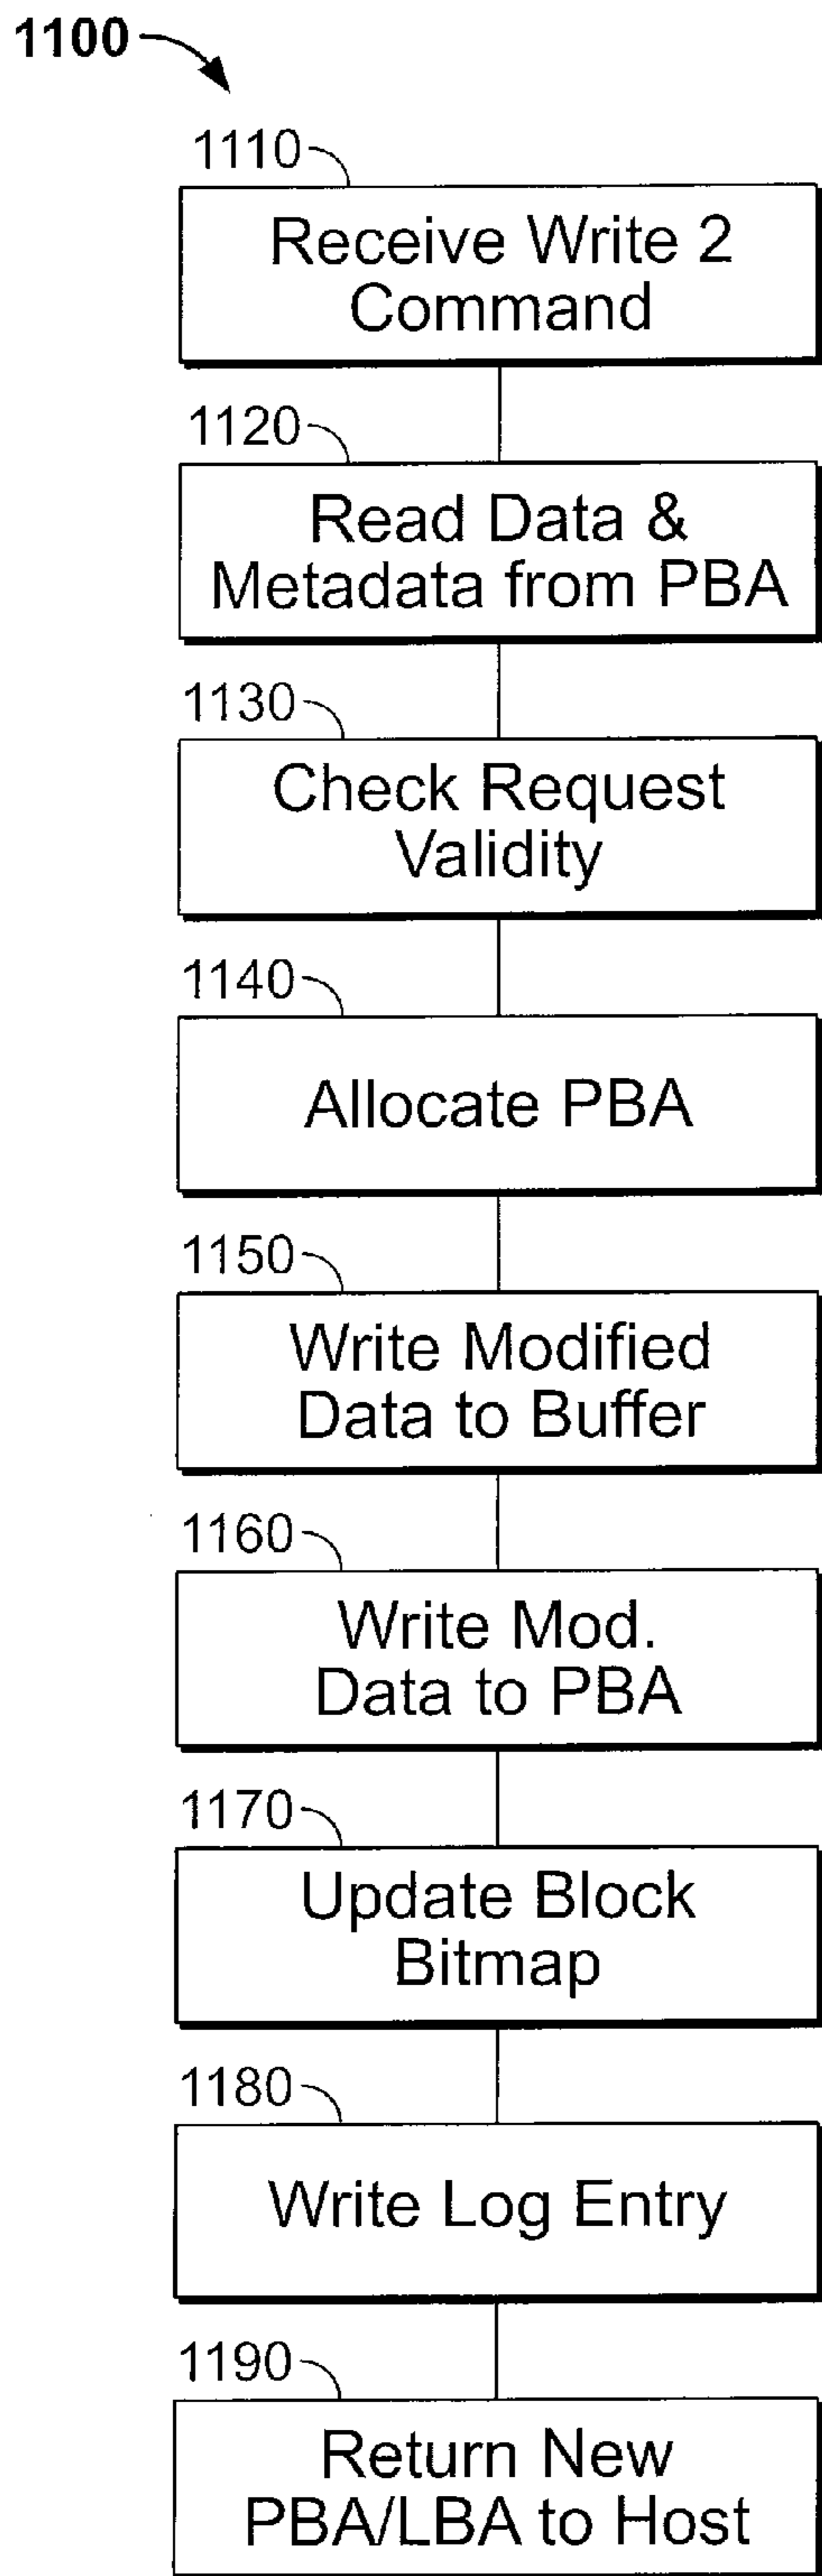 1100
1110
Receive Write 2
Command
1120
Read Data &
Metadata from PBA
1130
Check Request
Validity
1140
Allocate PBA
1150
Write Modified
Data to Buffer
1160
Write Mod.
Data to PBA
1170
Update Block
Bitmap
1180
Write Log Entry
1190
Return New
PBA/LBA to Host